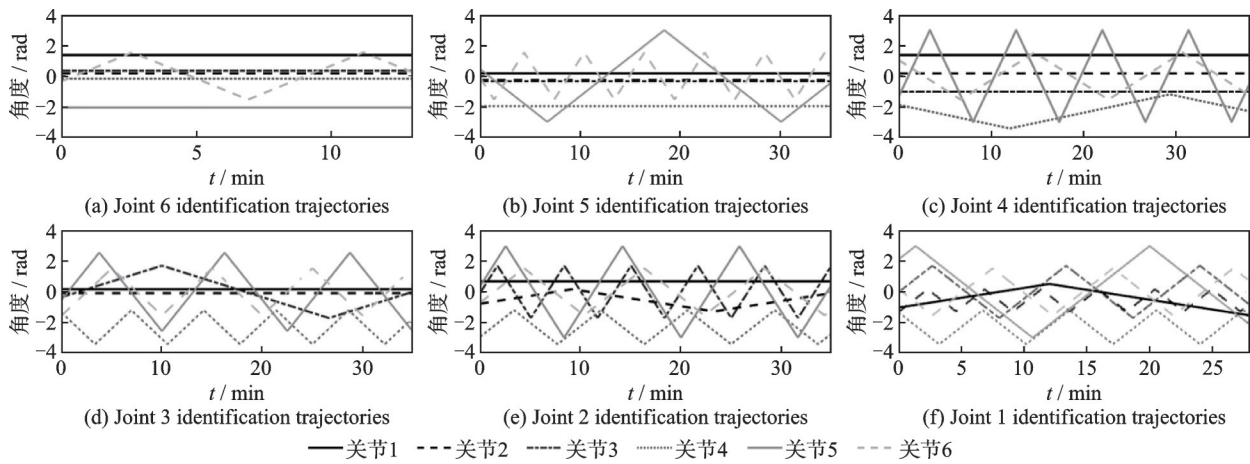 角度 / rad
4
2
0
−2
−4
0 5 10
t / min
(a) Joint 6 identification trajectories
角度 / rad
4
2
0
−2
−4
0 10 20 30
t / min
(b) Joint 5 identification trajectories
角度 / rad
4
2
0
−2
−4
0 10 20 30
t / min
(c) Joint 4 identification trajectories
角度 / rad
4
2
0
−2
−4
0 10 20 30
t / min
(d) Joint 3 identification trajectories
角度 / rad
4
2
0
−2
−4
0 10 20 30
t / min
(e) Joint 2 identification trajectories
角度 / rad
4
2
0
−2
−4
0 5 10 15 20 25
t / min
(f) Joint 1 identification trajectories
关节1 关节2 关节3 关节4 关节5 关节6